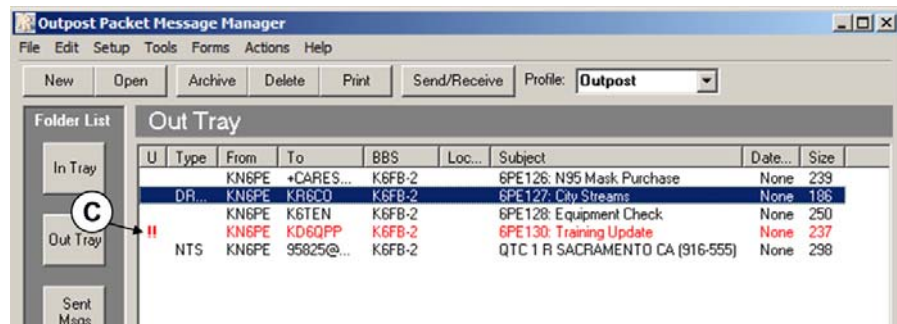 Outpost Packet Message Manager
File Edit Setup Tools Forms Actions Help
New Open Archive Delete Print Send/Receive Profile: Outpost
Folder List
In Tray
Out Tray
Sent Msgs
Out Tray
U Type From To BBS Loc... Subject Date... Size
KN6PE +CARES... K6FB-2 6PE126: N95 Mask Purchase None 239
DR... KN6PE KR6CO K6FB-2 6PE127: City Streams None 186
KN6PE K6TEN K6FB-2 6PE128: Equipment Check None 250
!! KN6PE KD6QPP K6FB-2 6PE130: Training Update None 237
NTS KN6PE 95825@... K6FB-2 QTC 1 R SACRAMENTO CA (916-555) None 298
C